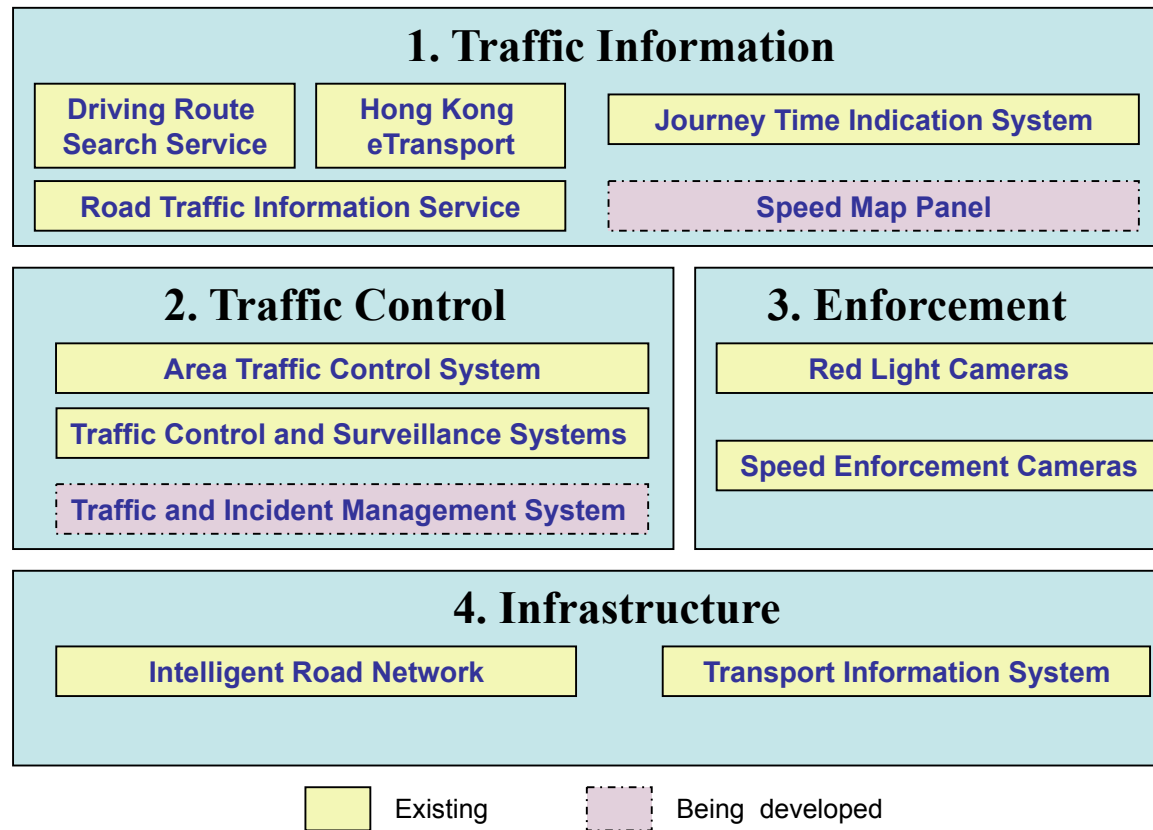 1. Traffic Information
Driving Route
Search Service
Hong Kong
eTransport
Journey Time Indication System
Road Traffic Information Service
Speed Map Panel
2. Traffic Control
Area Traffic Control System
Traffic Control and Surveillance Systems
Traffic and Incident Management System
3. Enforcement
Red Light Cameras
Speed Enforcement Cameras
4. Infrastructure
Intelligent Road Network
Transport Information System
Existing
Being developed